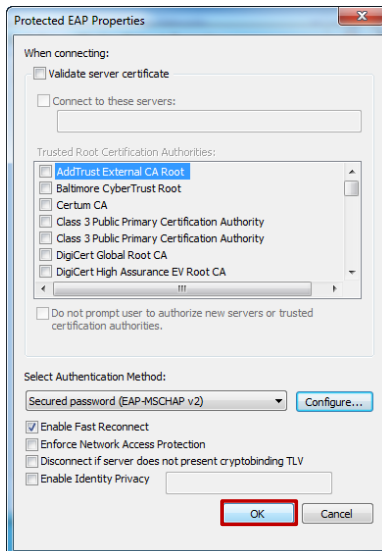 Protected EAP Properties
When connecting:
Validate server certificate
Connect to these servers:
Trusted Root Certification Authorities:
AddTrust External CA Root
Baltimore CyberTrust Root
Certum CA
Class 3 Public Primary Certification Authority
Class 3 Public Primary Certification Authority
DigiCert Global Root CA
DigiCert High Assurance EV Root CA
Do not prompt user to authorize new servers or trusted
certification authorities.
Select Authentication Method:
Secured password (EAP-MSCHAP v2) Configure...
Enable Fast Reconnect
Enforce Network Access Protection
Disconnect if server does not present cryptobinding TLV
Enable Identity Privacy
OK Cancel